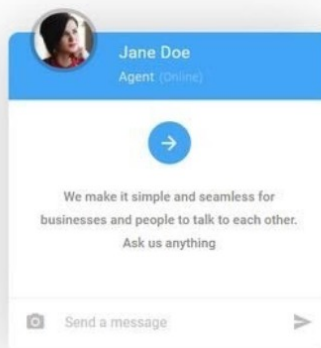 Jane Doe
Agent (Online)
We make it simple and seamless for
businesses and people to talk to each other.
Ask us anything
Send a message